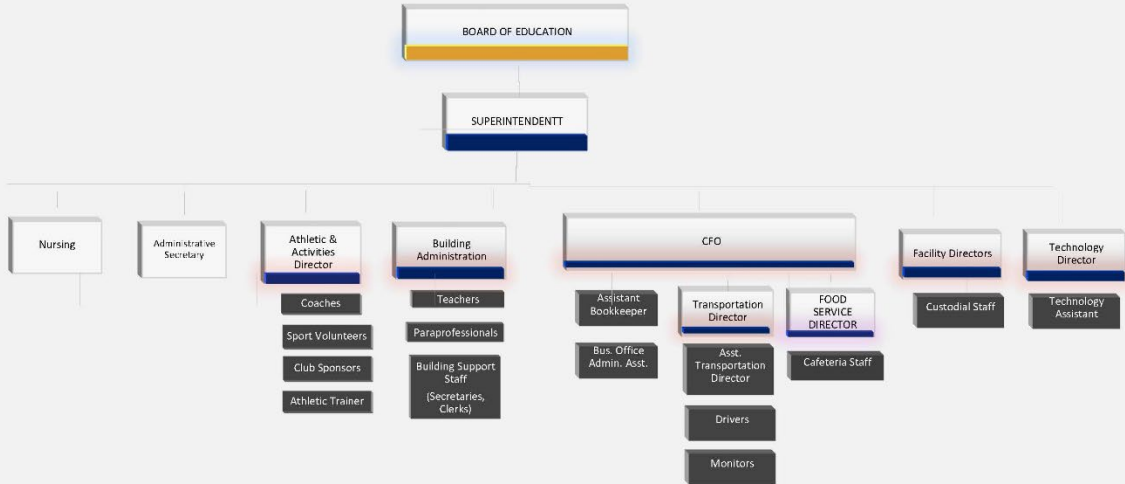 BOARD OF EDUCATION
SUPERINTENDENTT
Nursing
Administrative
Secretary
Athletic &
Activities
Director
Building
Administration
CFO
Facility Directors
Technology
Director
Coaches
Sport Volunteers
Club Sponsors
Athletic Trainer
Teachers
Paraprofessionals
Building Support
Staff
(Secretaries,
Clerks)
Assistant
Bookkeeper
Bus. Office
Admin. Asst.
Transportation
Director
Asst.
Transportation
Director
Drivers
Monitors
FOOD
SERVICE
DIRECTOR
Cafeteria Staff
Custodial Staff
Technology
Assistant